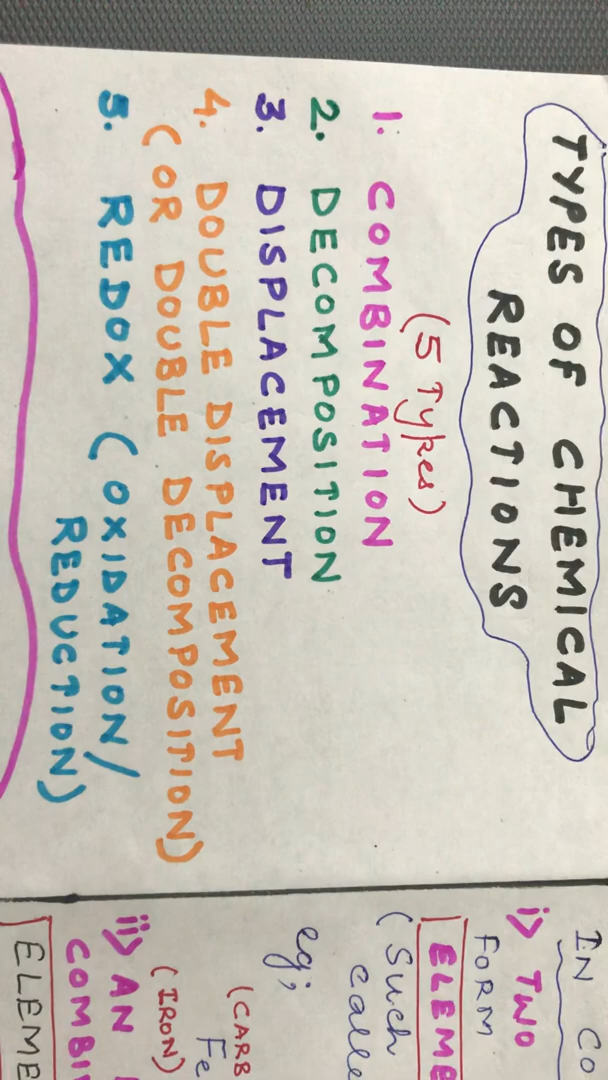 TYPES OF CHEMICAL
REACTIONS
(5 Types)
1. COMBINATION
2. DECOMPOSITION
3. DISPLACEMENT
4. DOUBLE DISPLACEMENT
(OR DOUBLE DECOMPOSITION)
5. REDOX (OXIDATION/
REDUCTION)
IN CO
i> TWO
FORM
ELEME
(Such
calle
eg;
(CARB
Fe
(IRON)
ii> AN
COMBI
ELEME